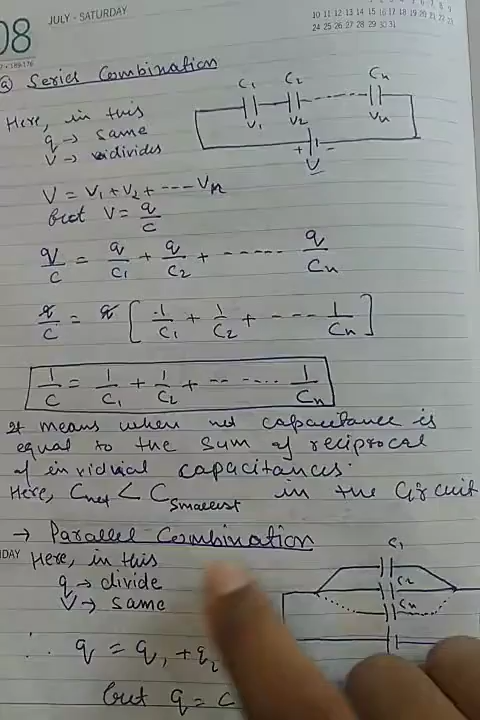 08
JULY - SATURDAY
10 11 12 13 14 15 16 17 18 19 20 21 22 23
24 25 26 27 28 29 30 31
ⓐ Series Combination
Here, in this
q → same
V → divides
C₁ C₂ Cn
V₁ V₂ Vn
+ -
V
V = V₁ + V₂ + --- Vn
but V = q/C
q/C = q/C₁ + q/C₂ + ------ q/Cn
q/C = q [ 1/C₁ + 1/C₂ + --- 1/Cn ]
1/C = 1/C₁ + 1/C₂ + -- ---- 1/Cn
It means when net capacitance is
equal to the sum of reciprocal
of invidvial capacitances.
Here, Cnet < Csmallest in the Circuit
→ Parallel Combination
DAY
Here, in this
q → divide
V → same
C₁
C₂
Cn
∴ q = q₁ + q₂
but q = C